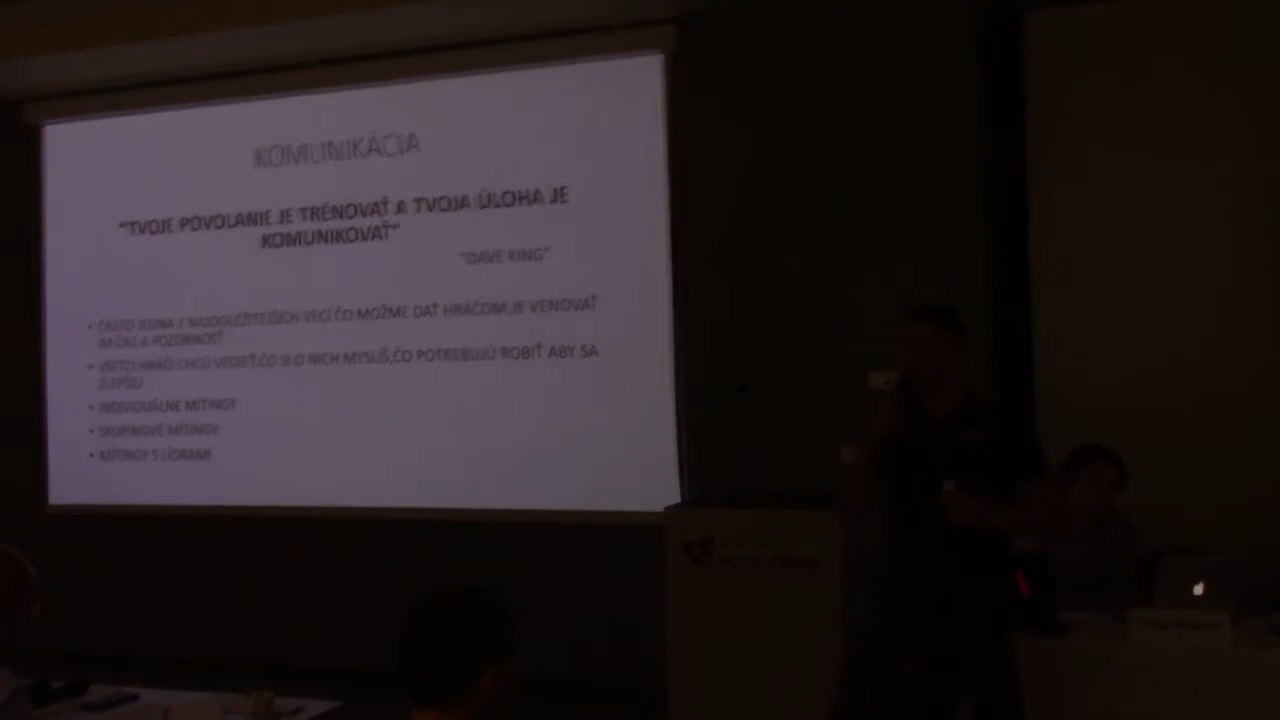 KOMUNIKÁCIA
"TVOJE POVOLANIE JE TRÉNOVAŤ A TVOJA ÚLOHA JE
KOMUNIKOVAŤ"
"DAVE KING"
• ČASTO JEDNA Z NAJDOLEŽITEJŠÍCH VECÍ ČO MOŽME DAŤ HRÁČOM,JE VENOVAŤ
IM ČAS A POZORNOSŤ
• VŠETCI HRÁČI CHCÚ VEDIEŤ,ČO SI O NICH MYSLÍŠ,ČO POTREBUJÚ ROBIŤ ABY SA
ZLEPŠILI
• INDIVIDUÁLNE MÍTINGY
• SKUPINOVÉ MÍTINGY
• MÍTINGY S LÍDRAMI